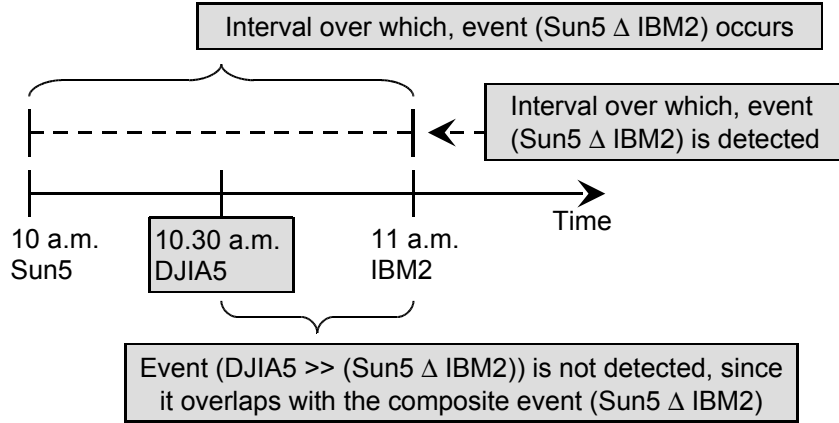 Interval over which, event (Sun5 Δ IBM2) occurs
Interval over which, event
(Sun5 Δ IBM2) is detected
Time
10 a.m.
Sun5
10.30 a.m.
DJIA5
11 a.m.
IBM2
Event (DJIA5 >> (Sun5 Δ IBM2)) is not detected, since
it overlaps with the composite event (Sun5 Δ IBM2)